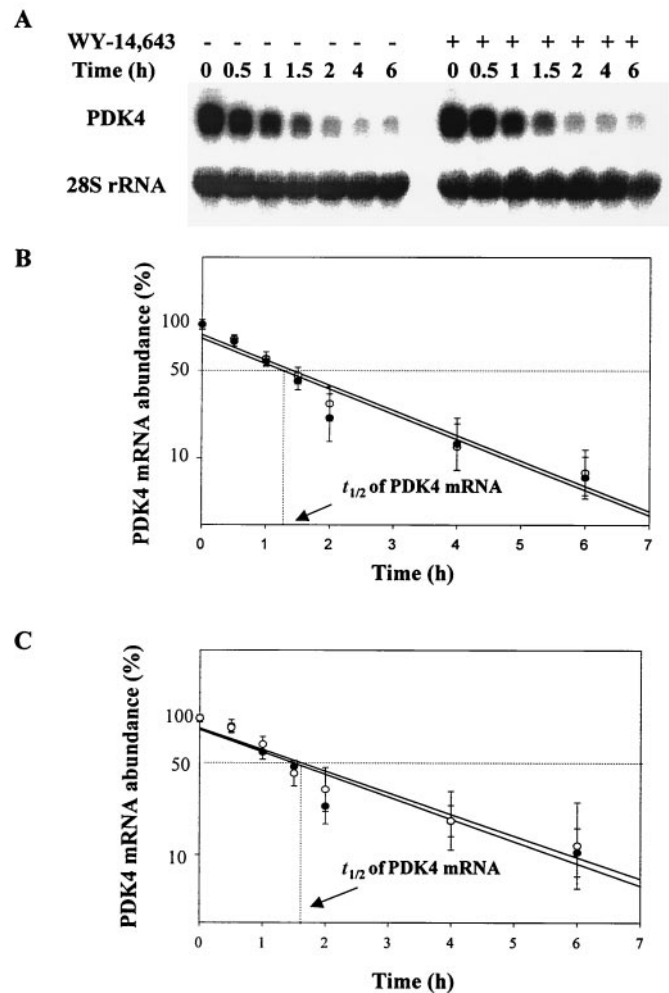 A
WY-14,643 - - - - - - - + + + + + + +
Time (h) 0 0.5 1 1.5 2 4 6 0 0.5 1 1.5 2 4 6
PDK4
28S rRNA
B
PDK4 mRNA abundance (%)
100
50
10
t1/2 of PDK4 mRNA
0 1 2 3 4 5 6 7
Time (h)
C
PDK4 mRNA abundance (%)
100
50
10
t1/2 of PDK4 mRNA
0 1 2 3 4 5 6 7
Time (h)